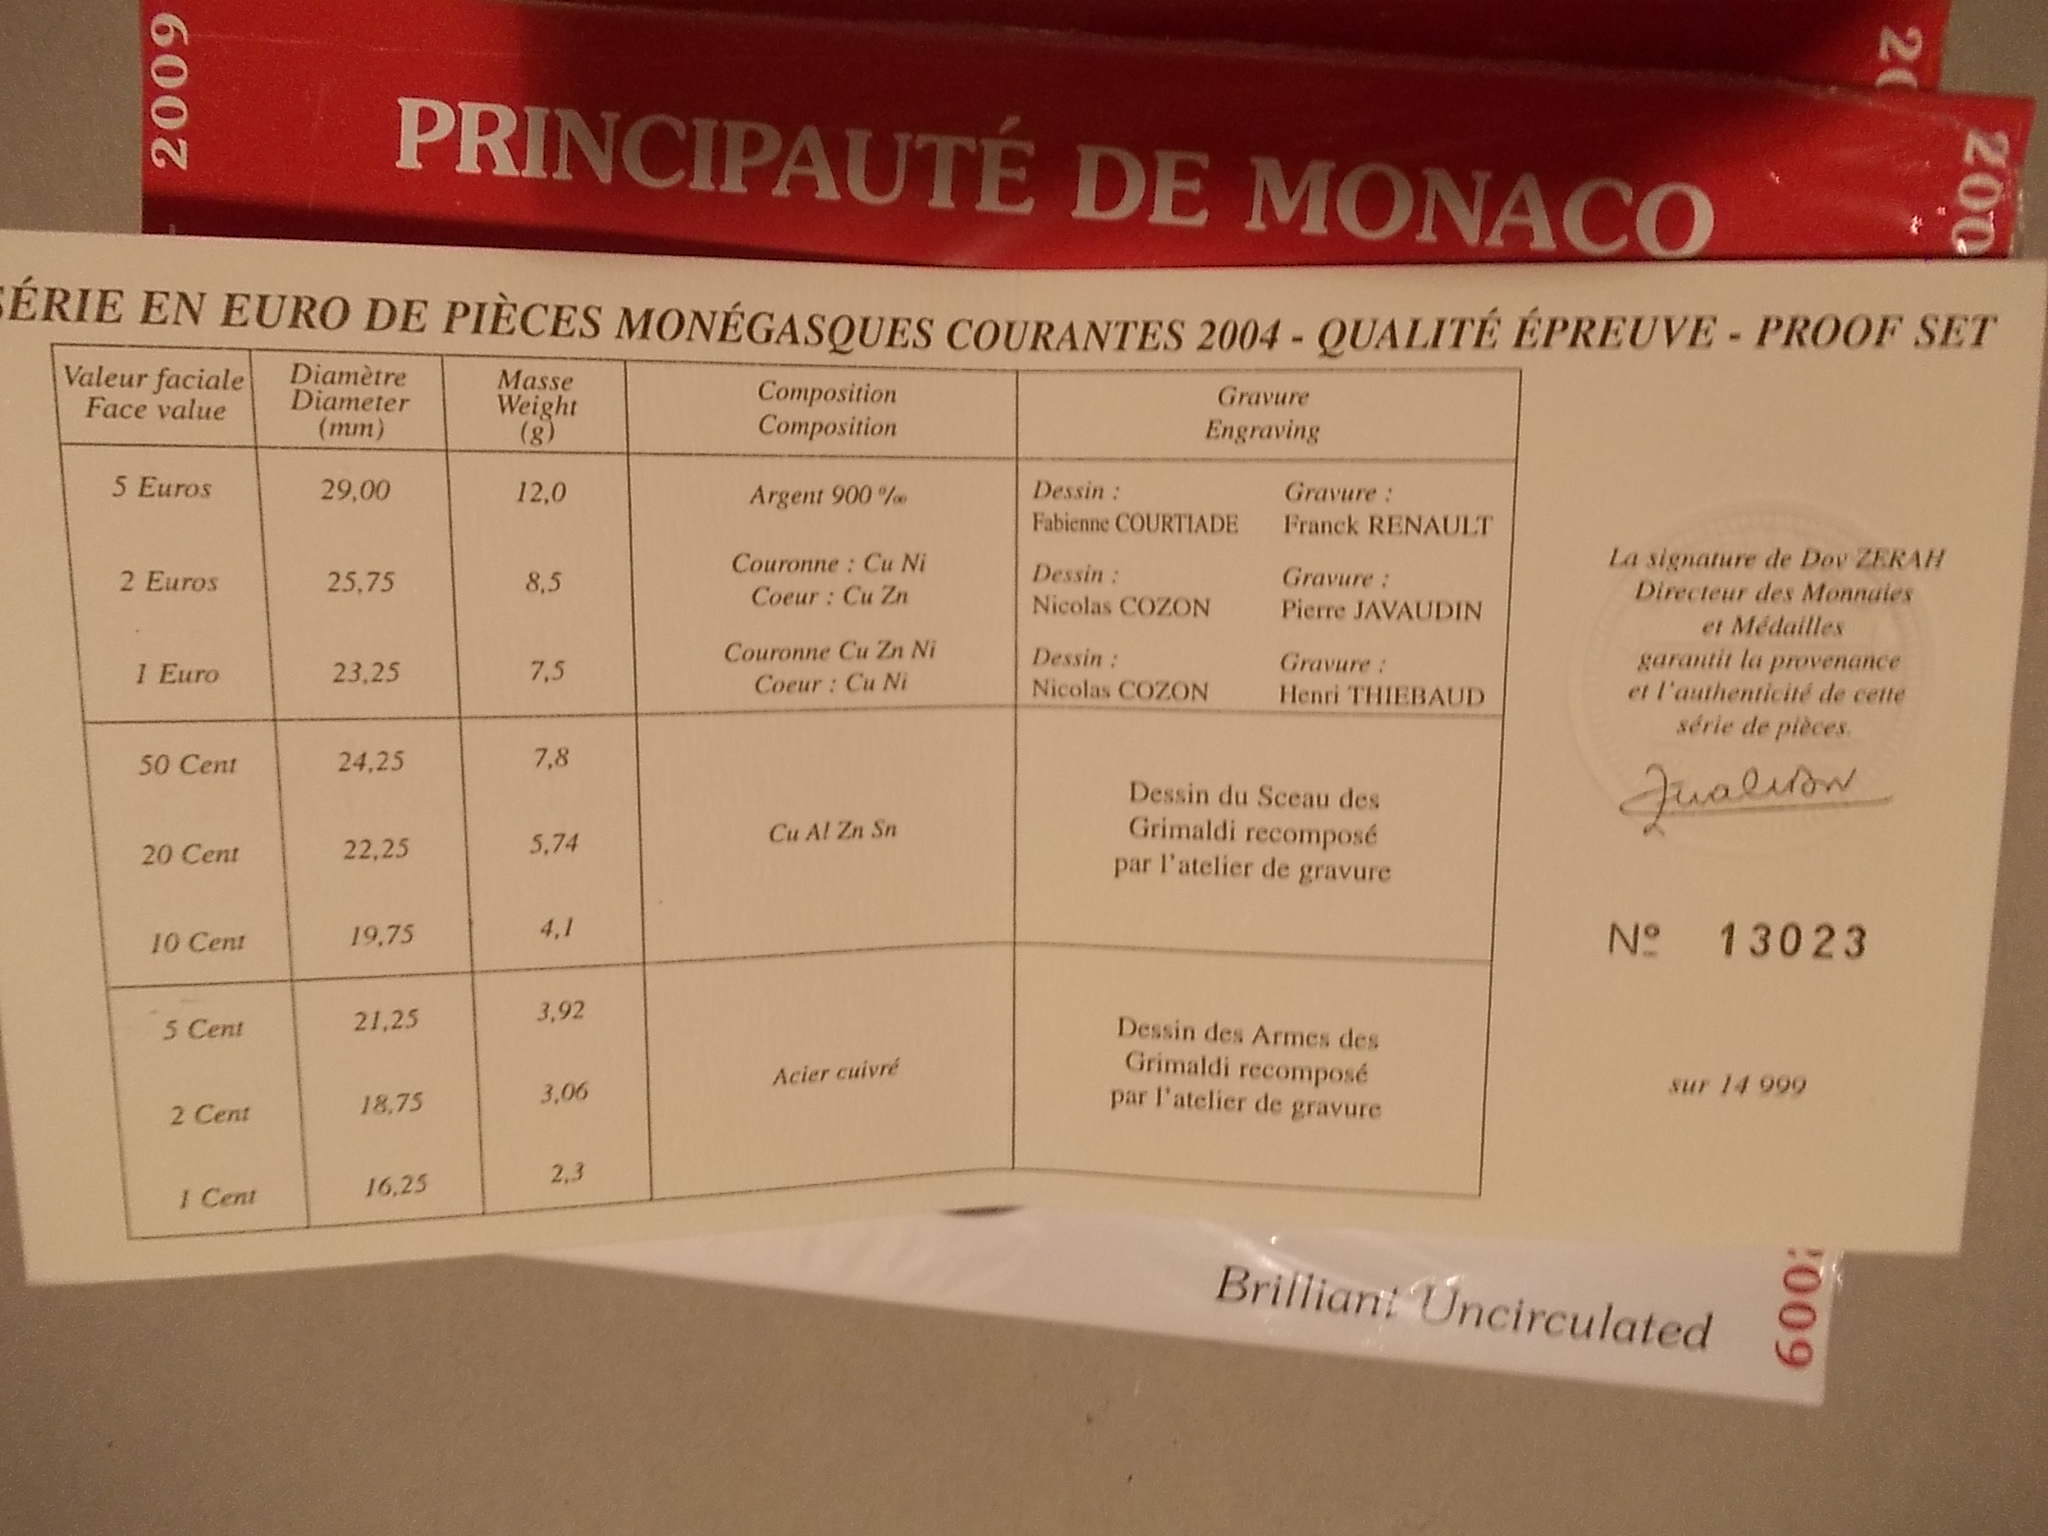 2009
20
PRINCIPAUTÉ DE MONACO
200
SÉRIE EN EURO DE PIÈCES MONÉGASQUES COURANTES 2004 - QUALITÉ ÉPREUVE - PROOF SET
Valeur faciale
Face value
Diamètre
Diameter
(mm)
Masse
Weight
(g)
Composition
Composition
Gravure
Engraving
5 Euros 29,00 12,0 Argent 900 ‰
Dessin : Gravure :
Fabienne COURTIADE Franck RENAULT
2 Euros 25,75 8,5
Couronne : Cu Ni
Coeur : Cu Zn
Dessin : Gravure :
Nicolas COZON Pierre JAVAUDIN
1 Euro 23,25 7,5
Couronne Cu Zn Ni
Coeur : Cu Ni
Dessin : Gravure :
Nicolas COZON Henri THIEBAUD
50 Cent 24,25 7,8
20 Cent 22,25 5,74
10 Cent 19,75 4,1
Cu Al Zn Sn
Dessin du Sceau des
Grimaldi recomposé
par l'atelier de gravure
5 Cent 21,25 3,92
2 Cent 18,75 3,06
1 Cent 16,25 2,3
Acier cuivré
Dessin des Armes des
Grimaldi recomposé
par l'atelier de gravure
La signature de Dov ZERAH
Directeur des Monnaies
et Médailles
garantit la provenance
et l'authenticité de cette
série de pièces.
Nº 13023
sur 14 999
Brilliant Uncirculated
2009